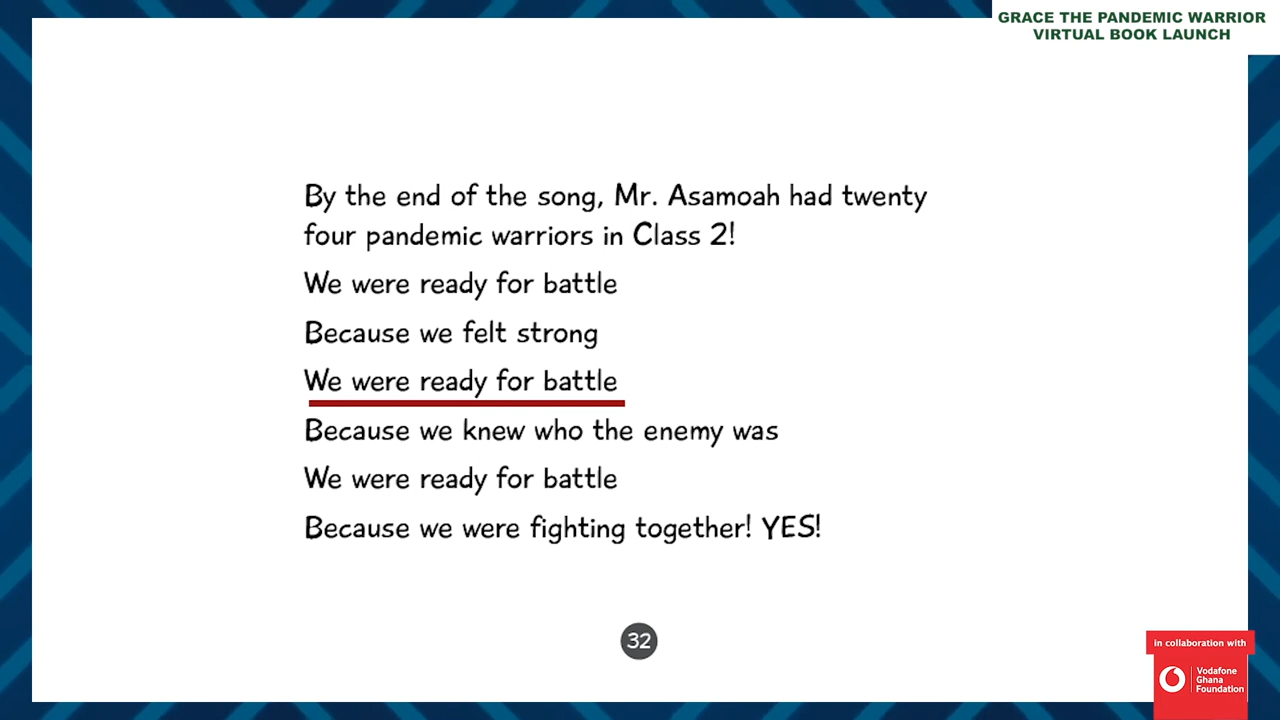 GRACE THE PANDEMIC WARRIOR
VIRTUAL BOOK LAUNCH
By the end of the song, Mr. Asamoah had twenty
four pandemic warriors in Class 2!
We were ready for battle
Because we felt strong
We were ready for battle
Because we knew who the enemy was
We were ready for battle
Because we were fighting together! YES!
32
in collaboration with
Vodafone
Ghana
Foundation